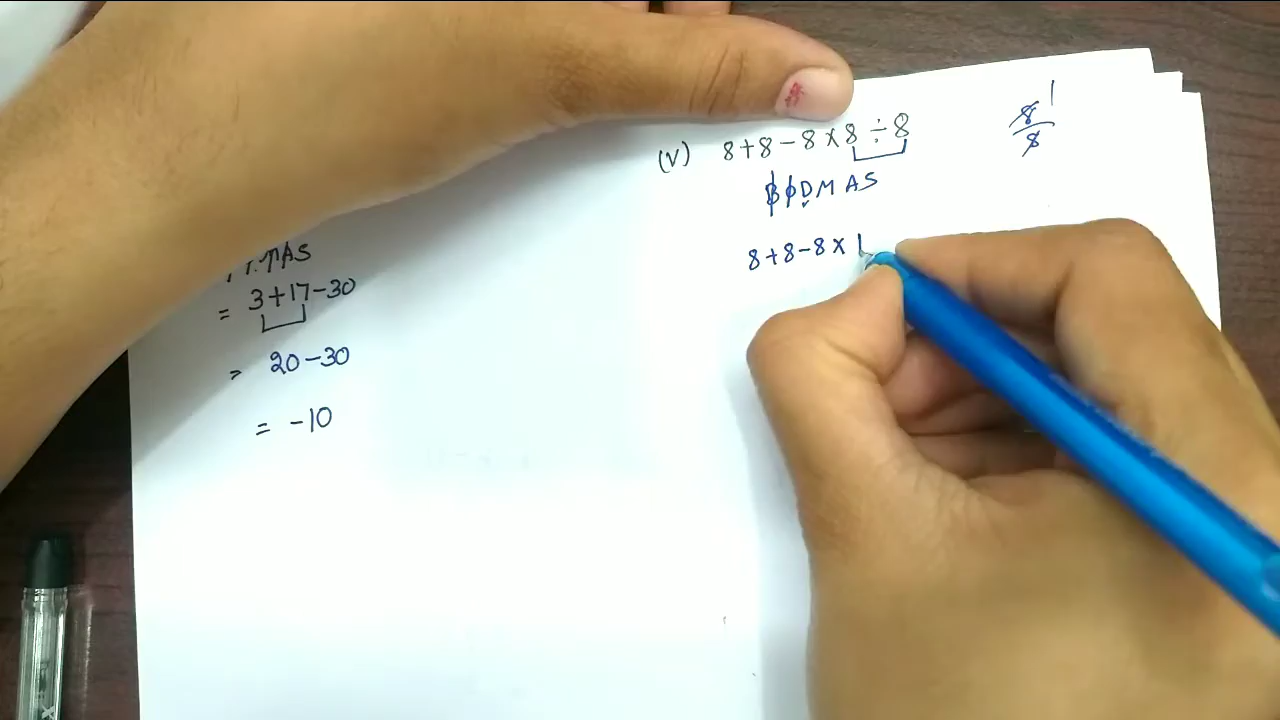 MAS
= 3+17-30
= 20-30
= -10
(V) 8+8-8×8÷8
BODMAS
8+8-8× 1
8 1
8